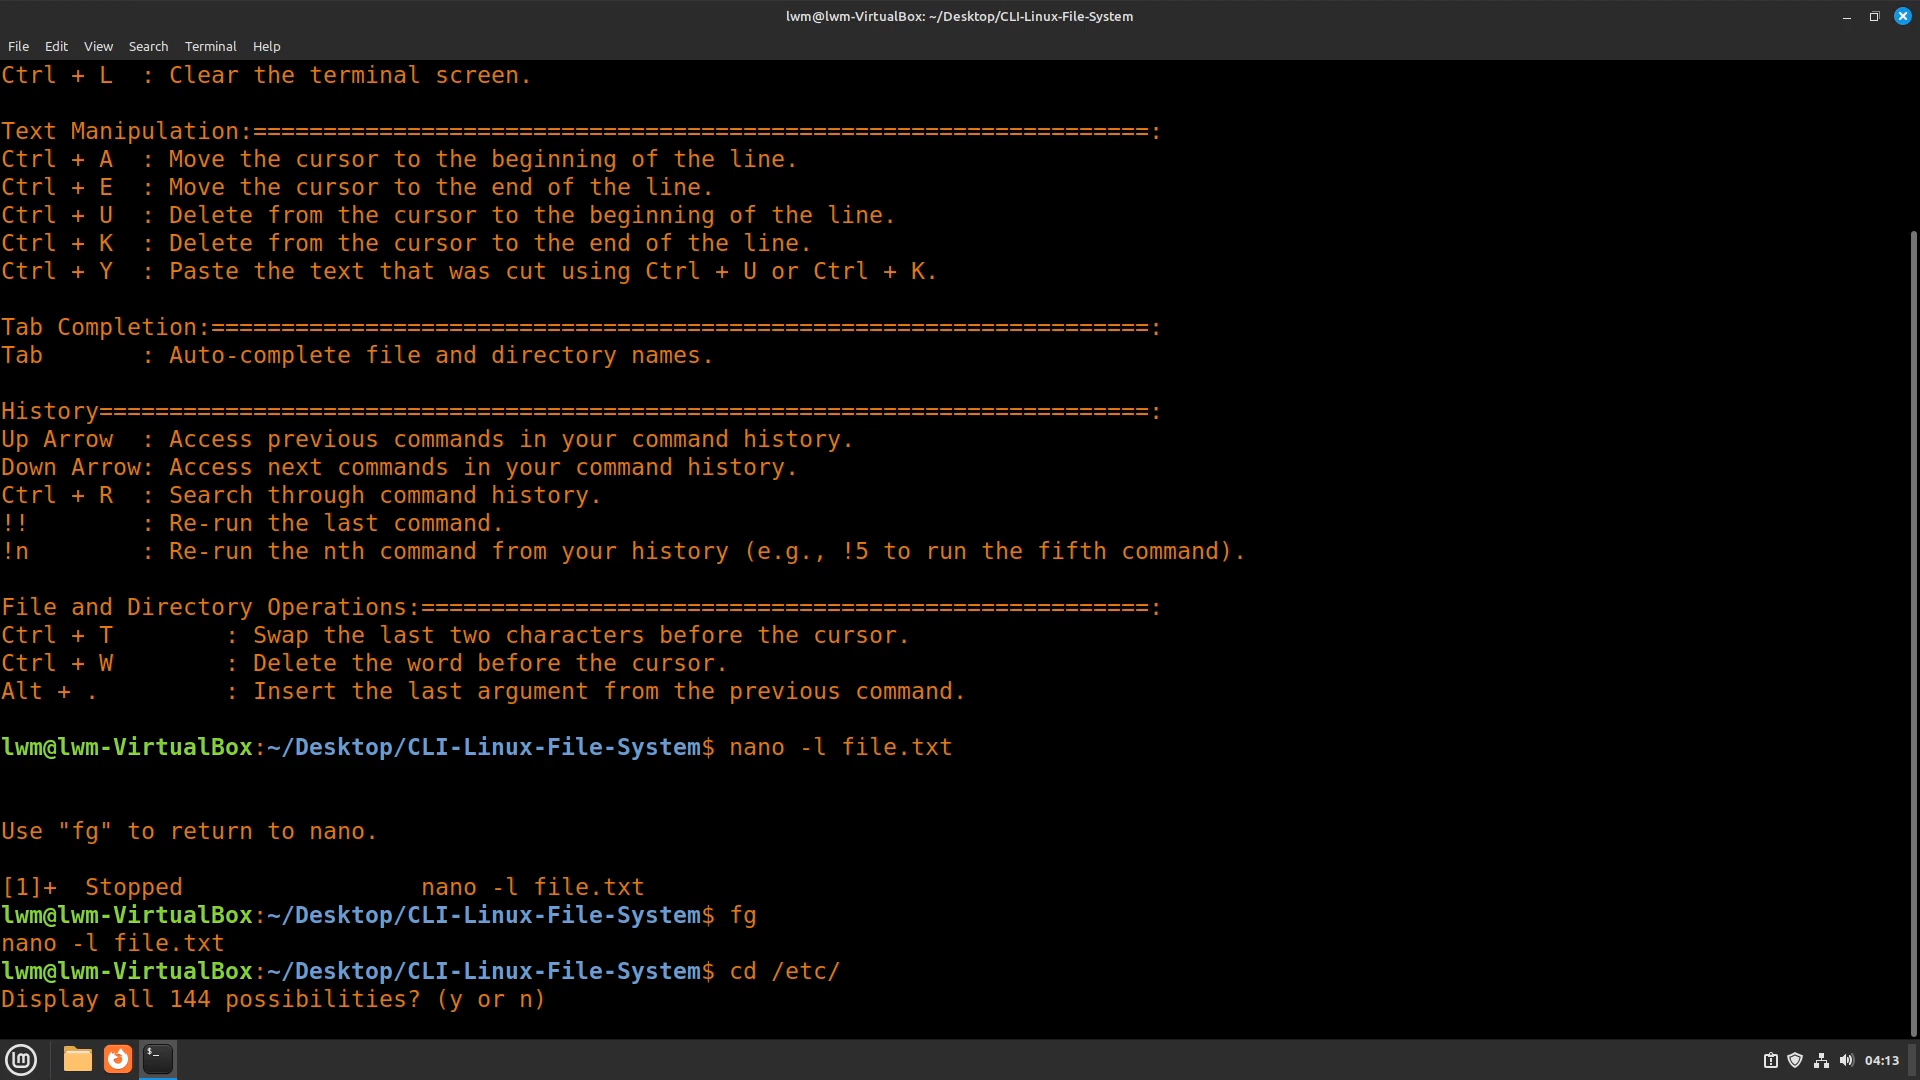 lwm@lwm-VirtualBox: ~/Desktop/CLI-Linux-File-System
File Edit View Search Terminal Help
Ctrl + L  : Clear the terminal screen.
Text Manipulation:================================================================:
Ctrl + A  : Move the cursor to the beginning of the line.
Ctrl + E  : Move the cursor to the end of the line.
Ctrl + U  : Delete from the cursor to the beginning of the line.
Ctrl + K  : Delete from the cursor to the end of the line.
Ctrl + Y  : Paste the text that was cut using Ctrl + U or Ctrl + K.
Tab Completion:===================================================================:
Tab       : Auto-complete file and directory names.
History===========================================================================:
Up Arrow  : Access previous commands in your command history.
Down Arrow: Access next commands in your command history.
Ctrl + R  : Search through command history.
!!        : Re-run the last command.
!n        : Re-run the nth command from your history (e.g., !5 to run the fifth command).
File and Directory Operations:====================================================:
Ctrl + T        : Swap the last two characters before the cursor.
Ctrl + W        : Delete the word before the cursor.
Alt + .         : Insert the last argument from the previous command.
lwm@lwm-VirtualBox:~/Desktop/CLI-Linux-File-System$ nano -l file.txt
Use "fg" to return to nano.
[1]+  Stopped                 nano -l file.txt
lwm@lwm-VirtualBox:~/Desktop/CLI-Linux-File-System$ fg
nano -l file.txt
lwm@lwm-VirtualBox:~/Desktop/CLI-Linux-File-System$ cd /etc/
Display all 144 possibilities? (y or n)
04:13